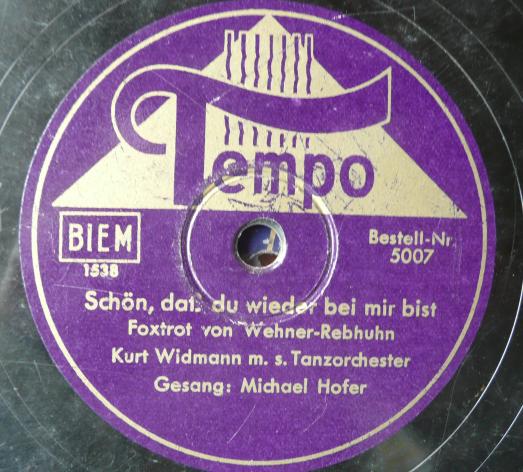 Tempo
BIEM
1538
Bestell-Nr.
5007
Schön, daß du wieder bei mir bist
Foxtrot von Wehner-Rebhuhn
Kurt Widmann m. s. Tanzorchester
Gesang: Michael Hofer